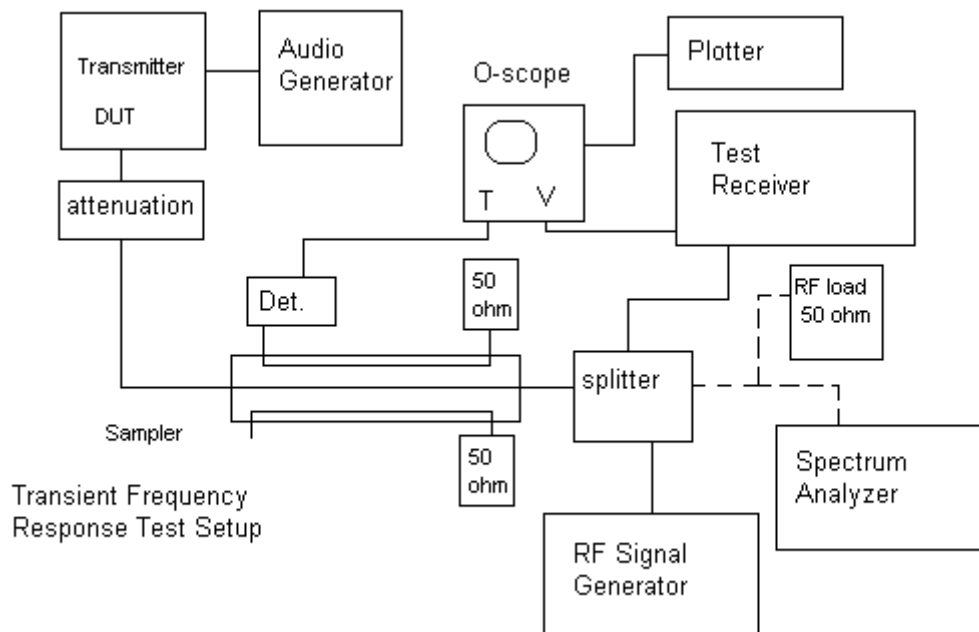 Transmitter
DUT
Audio
Generator
O-scope
Plotter
T V
Test
Receiver
attenuation
Det.
50
ohm
RF load
50 ohm
splitter
Sampler
50
ohm
Spectrum
Analyzer
Transient Frequency
Response Test Setup
RF Signal
Generator